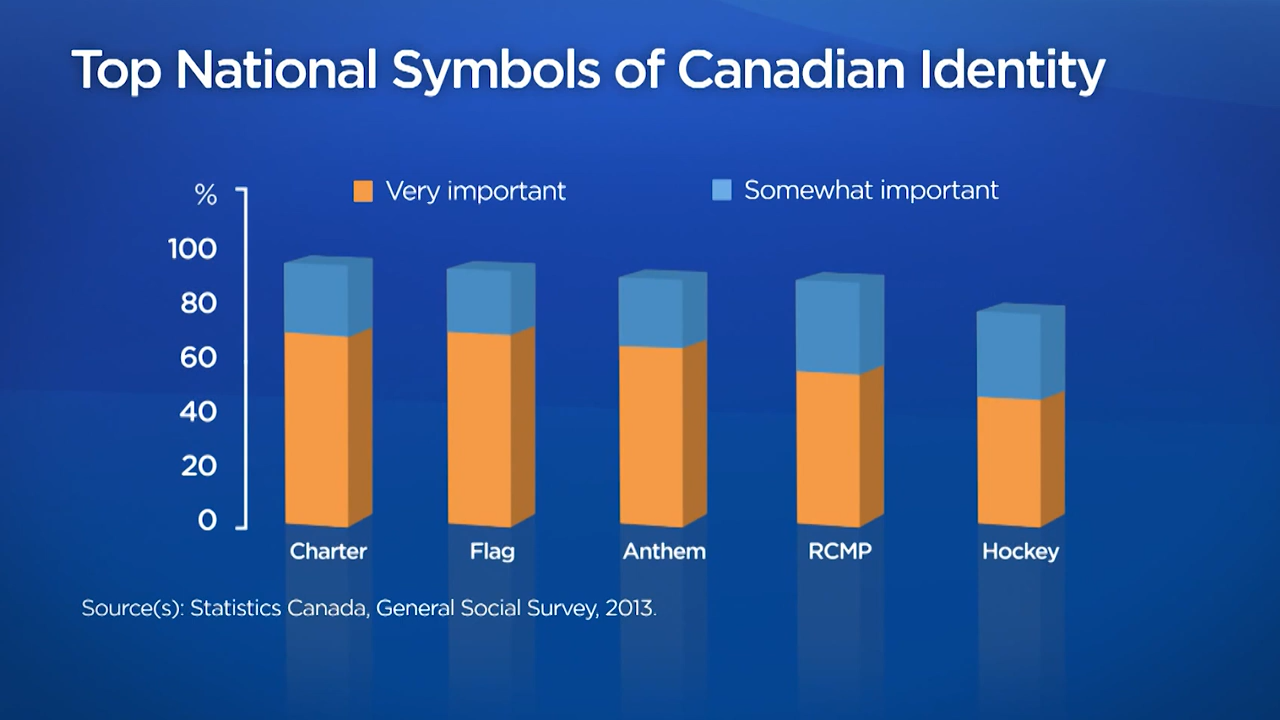 Top National Symbols of Canadian Identity
%
Very important
Somewhat important
100
80
60
40
20
0
Charter
Flag
Anthem
RCMP
Hockey
Source(s): Statistics Canada, General Social Survey, 2013.